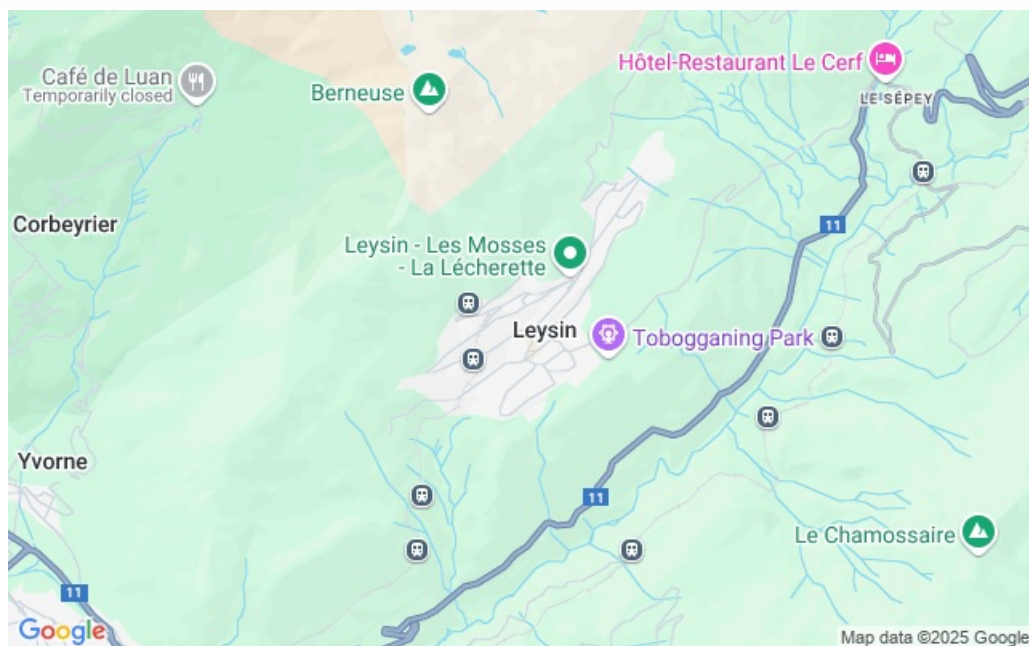 Hôtel-Restaurant Le Cerf
Café de Luan
Temporarily closed
Berneuse
LE SÉPEY
Corbeyrier
11
Leysin - Les Mosses
- La Lécherette
Leysin
Tobogganing Park
Yvorne
11
Le Chamossaire
11
Google
Map data ©2025 Google